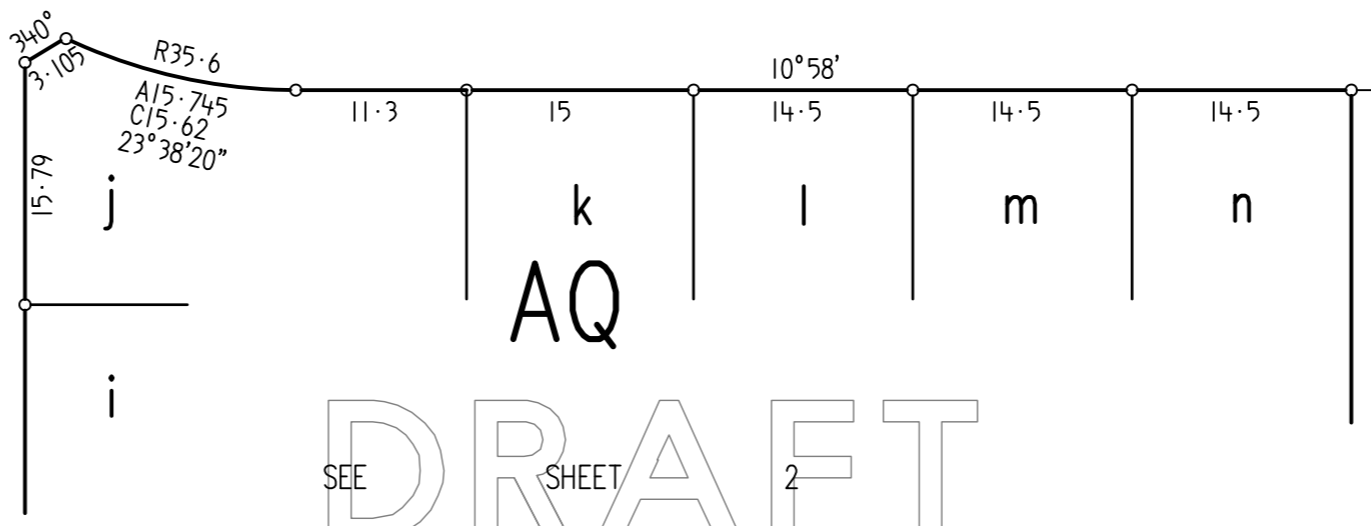 340°
3·105
R35·6
A15·745
C15·62
23°38'20"
11·3
15
10°58'
14·5
14·5
14·5
15·79
j
k
l
m
n
AQ
i
DRAFT
SEE SHEET 2